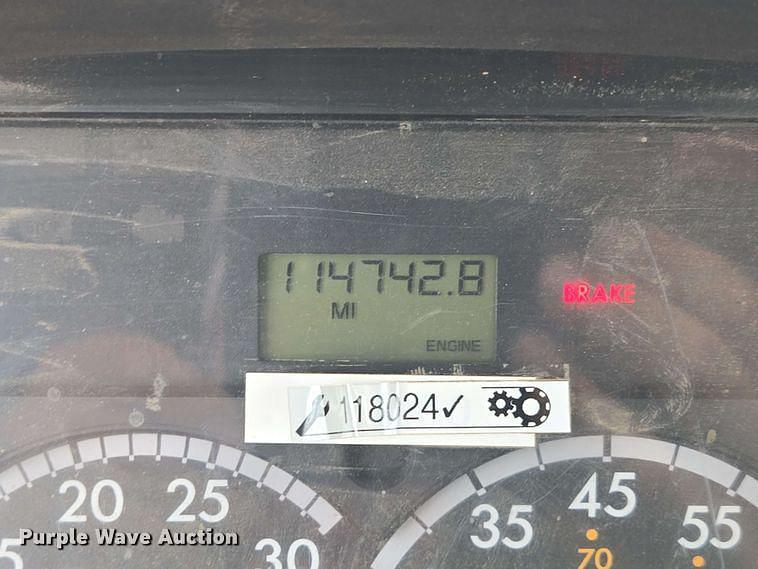 114742.8
MI
BRAKE
ENGINE
118024✓
20 25 30
35 45 55
70
Purple Wave Auction